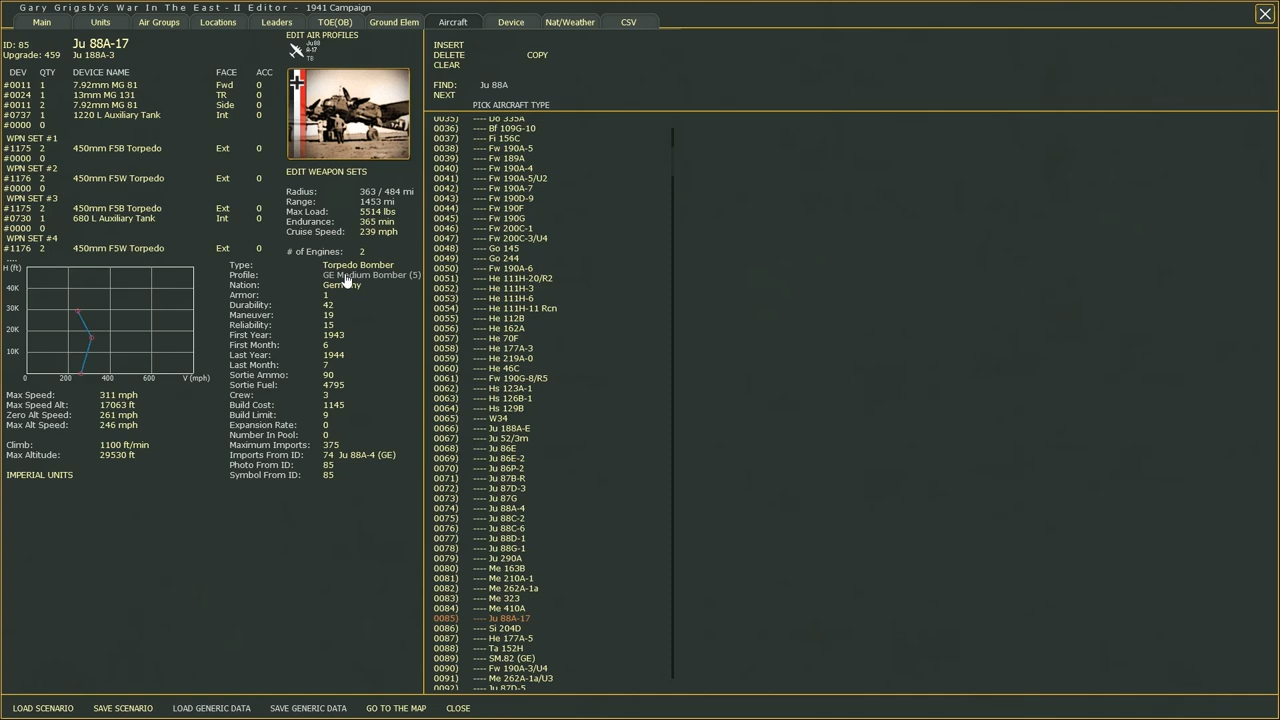 Gary Grigsby's War In The East - II Editor - 1941 Campaign
Main Units Air Groups Locations Leaders TOE(OB) Ground Elem Aircraft Device Nat/Weather CSV
ID: 85 Ju 88A-17
Upgrade: 459 Ju 188A-3
EDIT AIR PROFILES
Ju88
A-17
TB
DEV QTY DEVICE NAME FACE ACC
#0011 1 7.92mm MG 81 Fwd 0
#0024 1 13mm MG 131 TR 0
#0011 2 7.92mm MG 81 Side 0
#0737 1 1220 L Auxiliary Tank Int 0
#0000 0
WPN SET #1
#1175 2 450mm F5B Torpedo Ext 0
#0000 0
WPN SET #2
#1176 2 450mm F5W Torpedo Ext 0
#0000 0
WPN SET #3
#1175 2 450mm F5B Torpedo Ext 0
#0730 1 680 L Auxiliary Tank Int 0
#0000 0
WPN SET #4
#1176 2 450mm F5W Torpedo Ext 0
....
EDIT WEAPON SETS
Radius: 363 / 484 mi
Range: 1453 mi
Max Load: 5514 lbs
Endurance: 365 min
Cruise Speed: 239 mph
# of Engines: 2
H (ft)
40K
30K
20K
10K
0 200 400 600 V (mph)
Max Speed: 311 mph
Max Speed Alt: 17063 ft
Zero Alt Speed: 261 mph
Max Alt Speed: 246 mph
Climb: 1100 ft/min
Max Altitude: 29530 ft
IMPERIAL UNITS
Type: Torpedo Bomber
Profile: GE Medium Bomber (5)
Nation: Germany
Armor: 1
Durability: 42
Maneuver: 19
Reliability: 15
First Year: 1943
First Month: 6
Last Year: 1944
Last Month: 7
Sortie Ammo: 90
Sortie Fuel: 4795
Crew: 3
Build Cost: 1145
Build Limit: 9
Expansion Rate: 0
Number In Pool: 0
Maximum Imports: 375
Imports From ID: 74 Ju 88A-4 (GE)
Photo From ID: 85
Symbol From ID: 85
INSERT
DELETE COPY
CLEAR
FIND: Ju 88A
NEXT
PICK AIRCRAFT TYPE
0035) ---- Do 335A
0036) ---- Bf 109G-10
0037) ---- Fi 156C
0038) ---- Fw 190A-5
0039) ---- Fw 189A
0040) ---- Fw 190A-4
0041) ---- Fw 190A-5/U2
0042) ---- Fw 190A-7
0043) ---- Fw 190D-9
0044) ---- Fw 190F
0045) ---- Fw 190G
0046) ---- Fw 200C-1
0047) ---- Fw 200C-3/U4
0048) ---- Go 145
0049) ---- Go 244
0050) ---- Fw 190A-6
0051) ---- He 111H-20/R2
0052) ---- He 111H-3
0053) ---- He 111H-6
0054) ---- He 111H-11 Rcn
0055) ---- He 112B
0056) ---- He 162A
0057) ---- He 70F
0058) ---- He 177A-3
0059) ---- He 219A-0
0060) ---- He 46C
0061) ---- Fw 190G-8/R5
0062) ---- Hs 123A-1
0063) ---- Hs 126B-1
0064) ---- Hs 129B
0065) ---- W34
0066) ---- Ju 188A-E
0067) ---- Ju 52/3m
0068) ---- Ju 86E
0069) ---- Ju 86E-2
0070) ---- Ju 86P-2
0071) ---- Ju 87B-R
0072) ---- Ju 87D-3
0073) ---- Ju 87G
0074) ---- Ju 88A-4
0075) ---- Ju 88C-2
0076) ---- Ju 88C-6
0077) ---- Ju 88D-1
0078) ---- Ju 88G-1
0079) ---- Ju 290A
0080) ---- Me 163B
0081) ---- Me 210A-1
0082) ---- Me 262A-1a
0083) ---- Me 323
0084) ---- Me 410A
0085) ---- Ju 88A-17
0086) ---- Si 204D
0087) ---- He 177A-5
0088) ---- Ta 152H
0089) ---- SM.82 (GE)
0090) ---- Fw 190A-3/U4
0091) ---- Me 262A-1a/U3
0092) ---- Ju 87D-5
LOAD SCENARIO SAVE SCENARIO LOAD GENERIC DATA SAVE GENERIC DATA GO TO THE MAP CLOSE